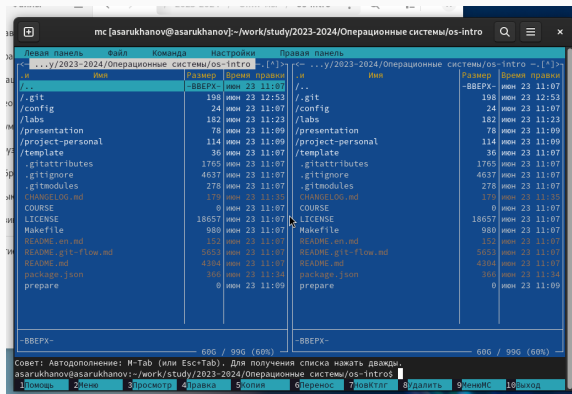 mc [asarukhanov@asarukhanov]:~/work/study/2023-2024/Операционные системы/os-intro
Левая панель Файл Команда Настройки Правая панель
<— ...y/2023-2024/Операционные системы/os-intro —.[^]> <— ...y/2023-2024/Операционные системы/os-intro —.[^]>
.и Имя Размер Время правки .и Имя Размер Время правки
/.. -ВВЕРХ- июн 23 11:07 /.. -ВВЕРХ- июн 23 11:07
/.git 198 июн 23 12:53 /.git 198 июн 23 12:53
/config 24 июн 23 11:07 /config 24 июн 23 11:07
/labs 182 июн 23 11:23 /labs 182 июн 23 11:23
/presentation 78 июн 23 11:09 /presentation 78 июн 23 11:09
/project-personal 114 июн 23 11:09 /project-personal 114 июн 23 11:09
/template 36 июн 23 11:07 /template 36 июн 23 11:07
.gitattributes 1765 июн 23 11:07 .gitattributes 1765 июн 23 11:07
.gitignore 4637 июн 23 11:07 .gitignore 4637 июн 23 11:07
.gitmodules 278 июн 23 11:07 .gitmodules 278 июн 23 11:07
CHANGELOG.md 179 июн 23 11:35 CHANGELOG.md 179 июн 23 11:35
COURSE 0 июн 23 11:07 COURSE 0 июн 23 11:07
LICENSE 18657 июн 23 11:07 LICENSE 18657 июн 23 11:07
Makefile 980 июн 23 11:07 Makefile 980 июн 23 11:07
README.en.md 152 июн 23 11:07 README.en.md 152 июн 23 11:07
README.git-flow.md 5653 июн 23 11:07 README.git-flow.md 5653 июн 23 11:07
README.md 4304 июн 23 11:07 README.md 4304 июн 23 11:07
package.json 366 июн 23 11:34 package.json 366 июн 23 11:34
prepare 0 июн 23 11:09 prepare 0 июн 23 11:09
-ВВЕРХ- -ВВЕРХ-
60G / 99G (60%) 60G / 99G (60%)
Совет: Автодополнение: M-Tab (или Esc+Tab). Для получения списка нажать дважды.
asarukhanov@asarukhanov:~/work/study/2023-2024/Операционные системы/os-intro$
1Помощь 2Меню 3Просмотр 4Правка 5Копия 6Перенос 7НовКтлг 8Удалить 9МенюМС 10Выход